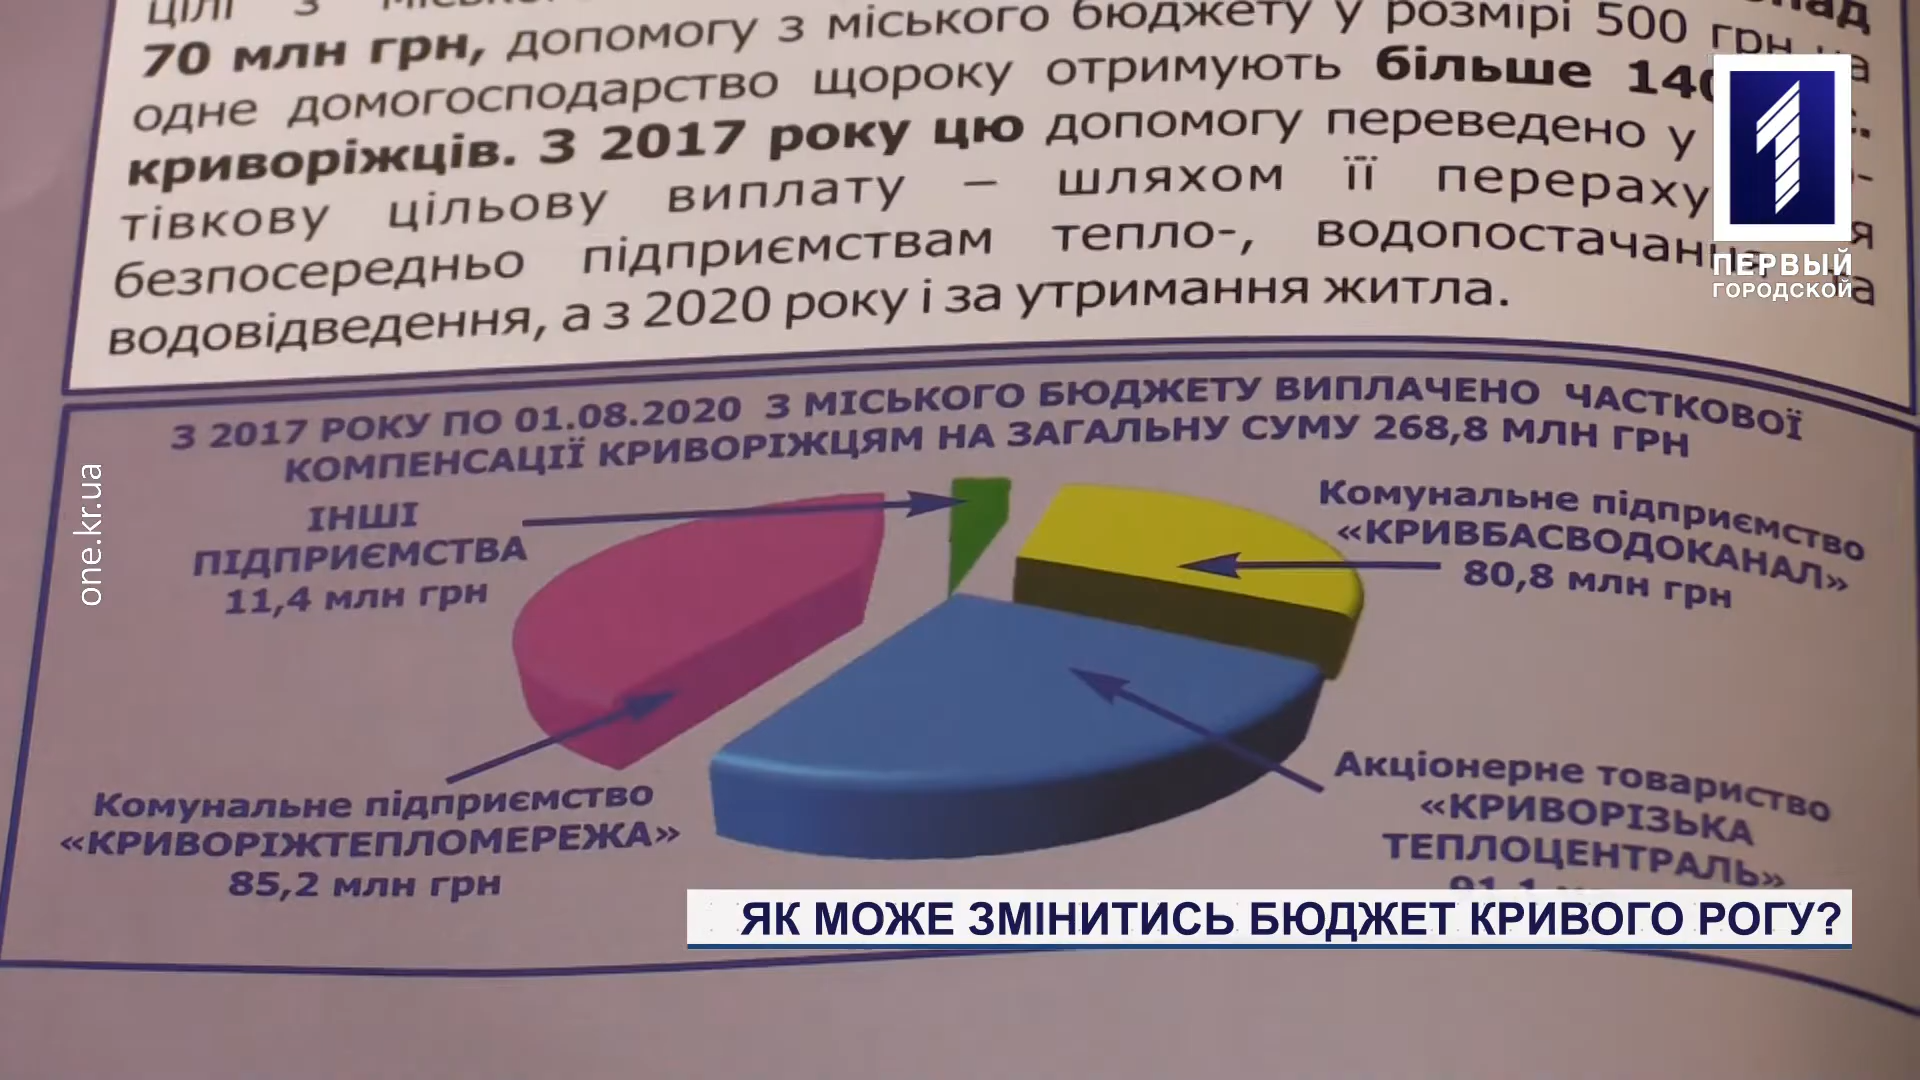 цілі з
70 млн грн, допомогу з міського бюджету у розмірі 500 грн на
одне домогосподарство щороку отримують більше 140
криворіжців. З 2017 року цю допомогу переведено у
тівкову цільову виплату – шляхом її перераху
безпосередньо підприємствам тепло-, водопостачання
водовідведення, а з 2020 року і за утримання житла.
ПЕРВЫЙ
ГОРОДСКОЙ
one.kr.ua
З 2017 РОКУ ПО 01.08.2020 З МІСЬКОГО БЮДЖЕТУ ВИПЛАЧЕНО ЧАСТКОВОЇ
КОМПЕНСАЦІЇ КРИВОРІЖЦЯМ НА ЗАГАЛЬНУ СУМУ 268,8 МЛН ГРН
ІНШІ
ПІДПРИЄМСТВА
11,4 млн грн
Комунальне підприємство
«КРИВБАСВОДОКАНАЛ»
80,8 млн грн
Комунальне підприємство
«КРИВОРІЖТЕПЛОМЕРЕЖА»
85,2 млн грн
Акціонерне товариство
«КРИВОРІЗЬКА
ТЕПЛОЦЕНТРАЛЬ»
ЯК МОЖЕ ЗМІНИТИСЬ БЮДЖЕТ КРИВОГО РОГУ?